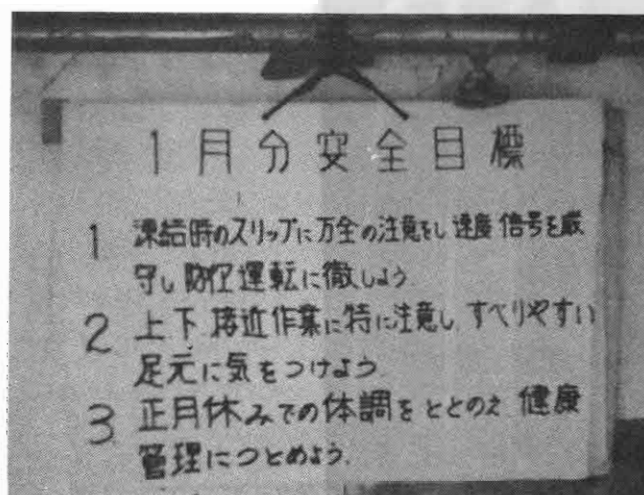 1月分安全目標
1 凍結時のスリップに万全の注意をし 速度 信号を厳
守し 防衛運転に徹しよう
2 上下 接近作業に特に注意し すべりやすい
足元に気をつけよう
3 正月休みでの体調をととのえ 健康
管理につとめよう.